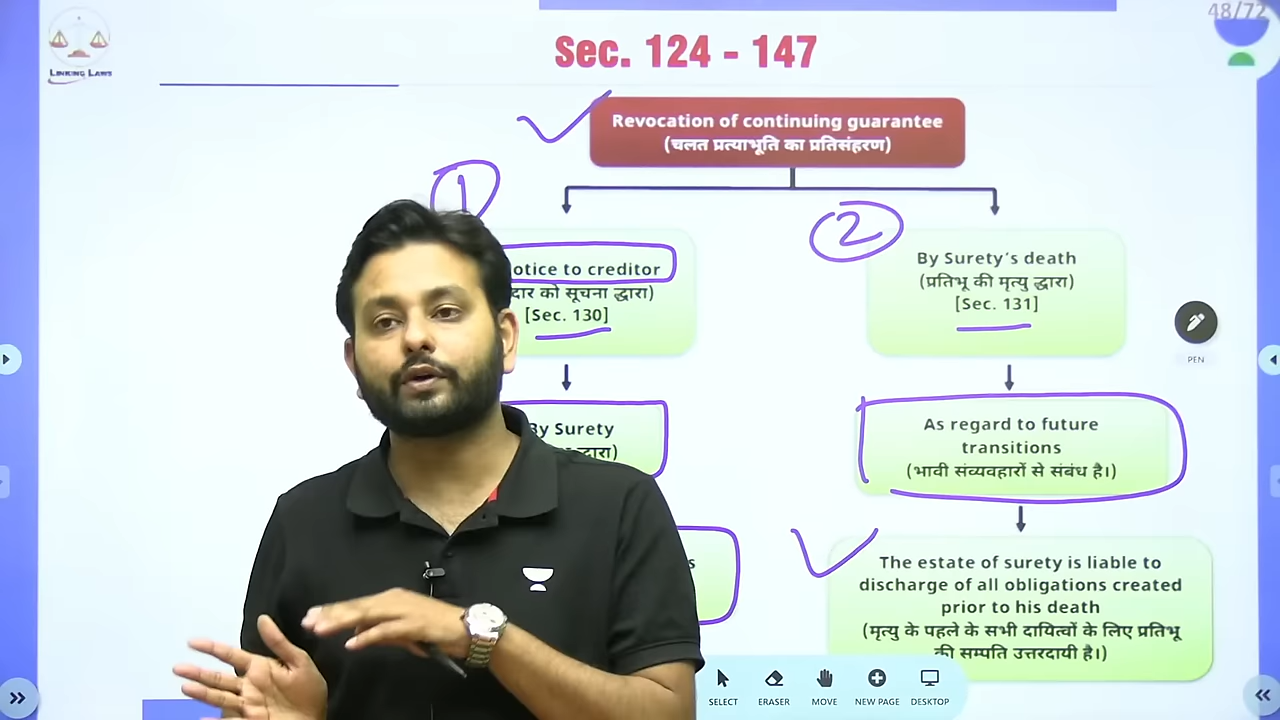 48/72
LINKING LAWS
Sec. 124 - 147
Revocation of continuing guarantee
(चलत प्रत्याभूति का प्रतिसंहरण)
1
to creditor
को सूचना द्वारा)
[Sec. 130]
By Surety
2
By Surety's death
(प्रतिभू की मृत्यु द्वारा)
[Sec. 131]
As regard to future
transitions
(भावी संव्यवहारों से संबंध है।)
The estate of surety is liable to
discharge of all obligations created
prior to his death
(मृत्यु के पहले के सभी दायित्वों के लिए प्रतिभू
की सम्पति उत्तरदायी है।)
PEN
SELECT
ERASER
MOVE
NEW PAGE
DESKTOP